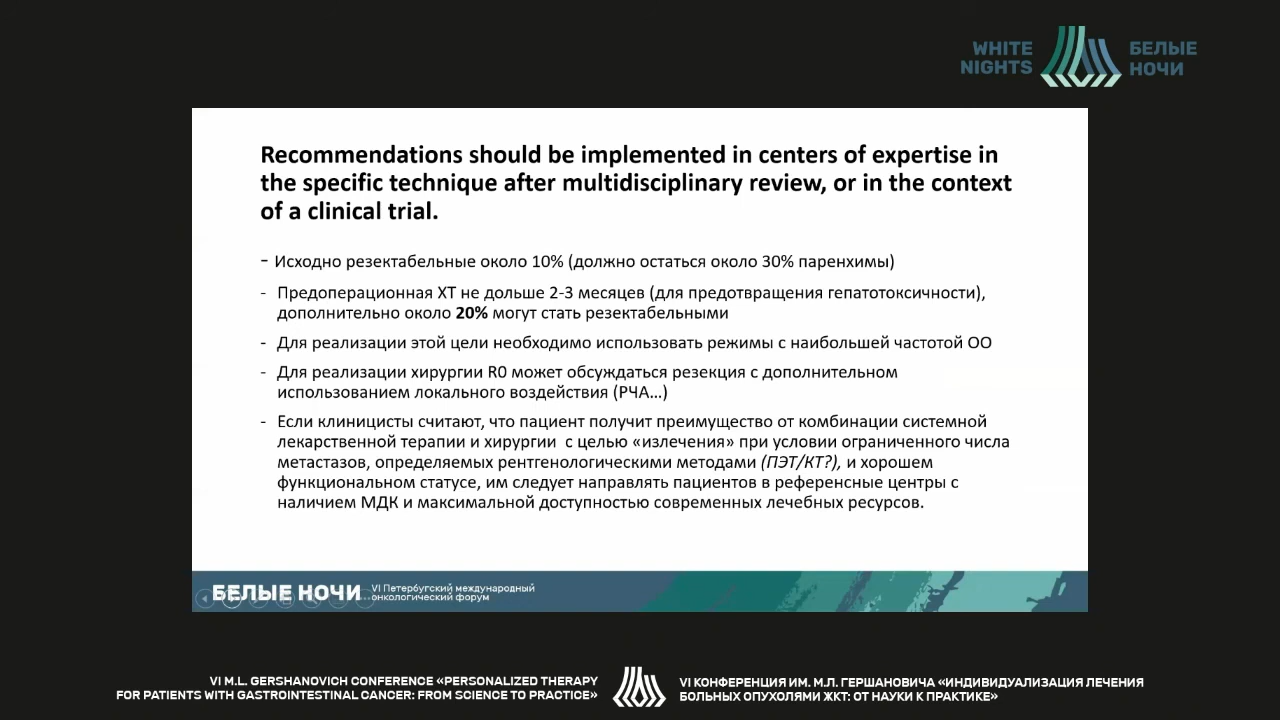 WHITE
NIGHTS
БЕЛЫЕ
НОЧИ
Recommendations should be implemented in centers of expertise in
the specific technique after multidisciplinary review, or in the context
of a clinical trial.
- Исходно резектабельные около 10% (должно остаться около 30% паренхимы)
- Предоперационная ХТ не дольше 2-3 месяцев (для предотвращения гепатотоксичности),
дополнительно около 20% могут стать резектабельными
- Для реализации этой цели необходимо использовать режимы с наибольшей частотой ОО
- Для реализации хирургии R0 может обсуждаться резекция с дополнительном
использованием локального воздействия (РЧА...)
- Если клиницисты считают, что пациент получит преимущество от комбинации системной
лекарственной терапии и хирургии с целью «излечения» при условии ограниченного числа
метастазов, определяемых рентгенологическими методами (ПЭТ/КТ?), и хорошем
функциональном статусе, им следует направлять пациентов в референсные центры с
наличием МДК и максимальной доступностью современных лечебных ресурсов.
БЕЛЫЕ НОЧИ
VI Петербургский международный
онкологический форум
VI M.L. GERSHANOVICH CONFERENCE «PERSONALIZED THERAPY
FOR PATIENTS WITH GASTROINTESTINAL CANCER: FROM SCIENCE TO PRACTICE»
VI КОНФЕРЕНЦИЯ ИМ. М.Л. ГЕРШАНОВИЧА «ИНДИВИДУАЛИЗАЦИЯ ЛЕЧЕНИЯ
БОЛЬНЫХ ОПУХОЛЯМИ ЖКТ: ОТ НАУКИ К ПРАКТИКЕ»